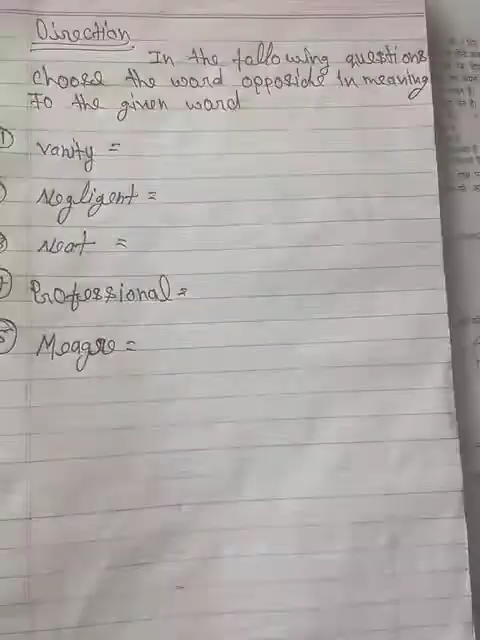 Direction
In the following questions
choose the word opposide in meaning
To the given word
① Vanity =
Negligent =
③ Neat =
④ Professional =
⑤ Meagre =